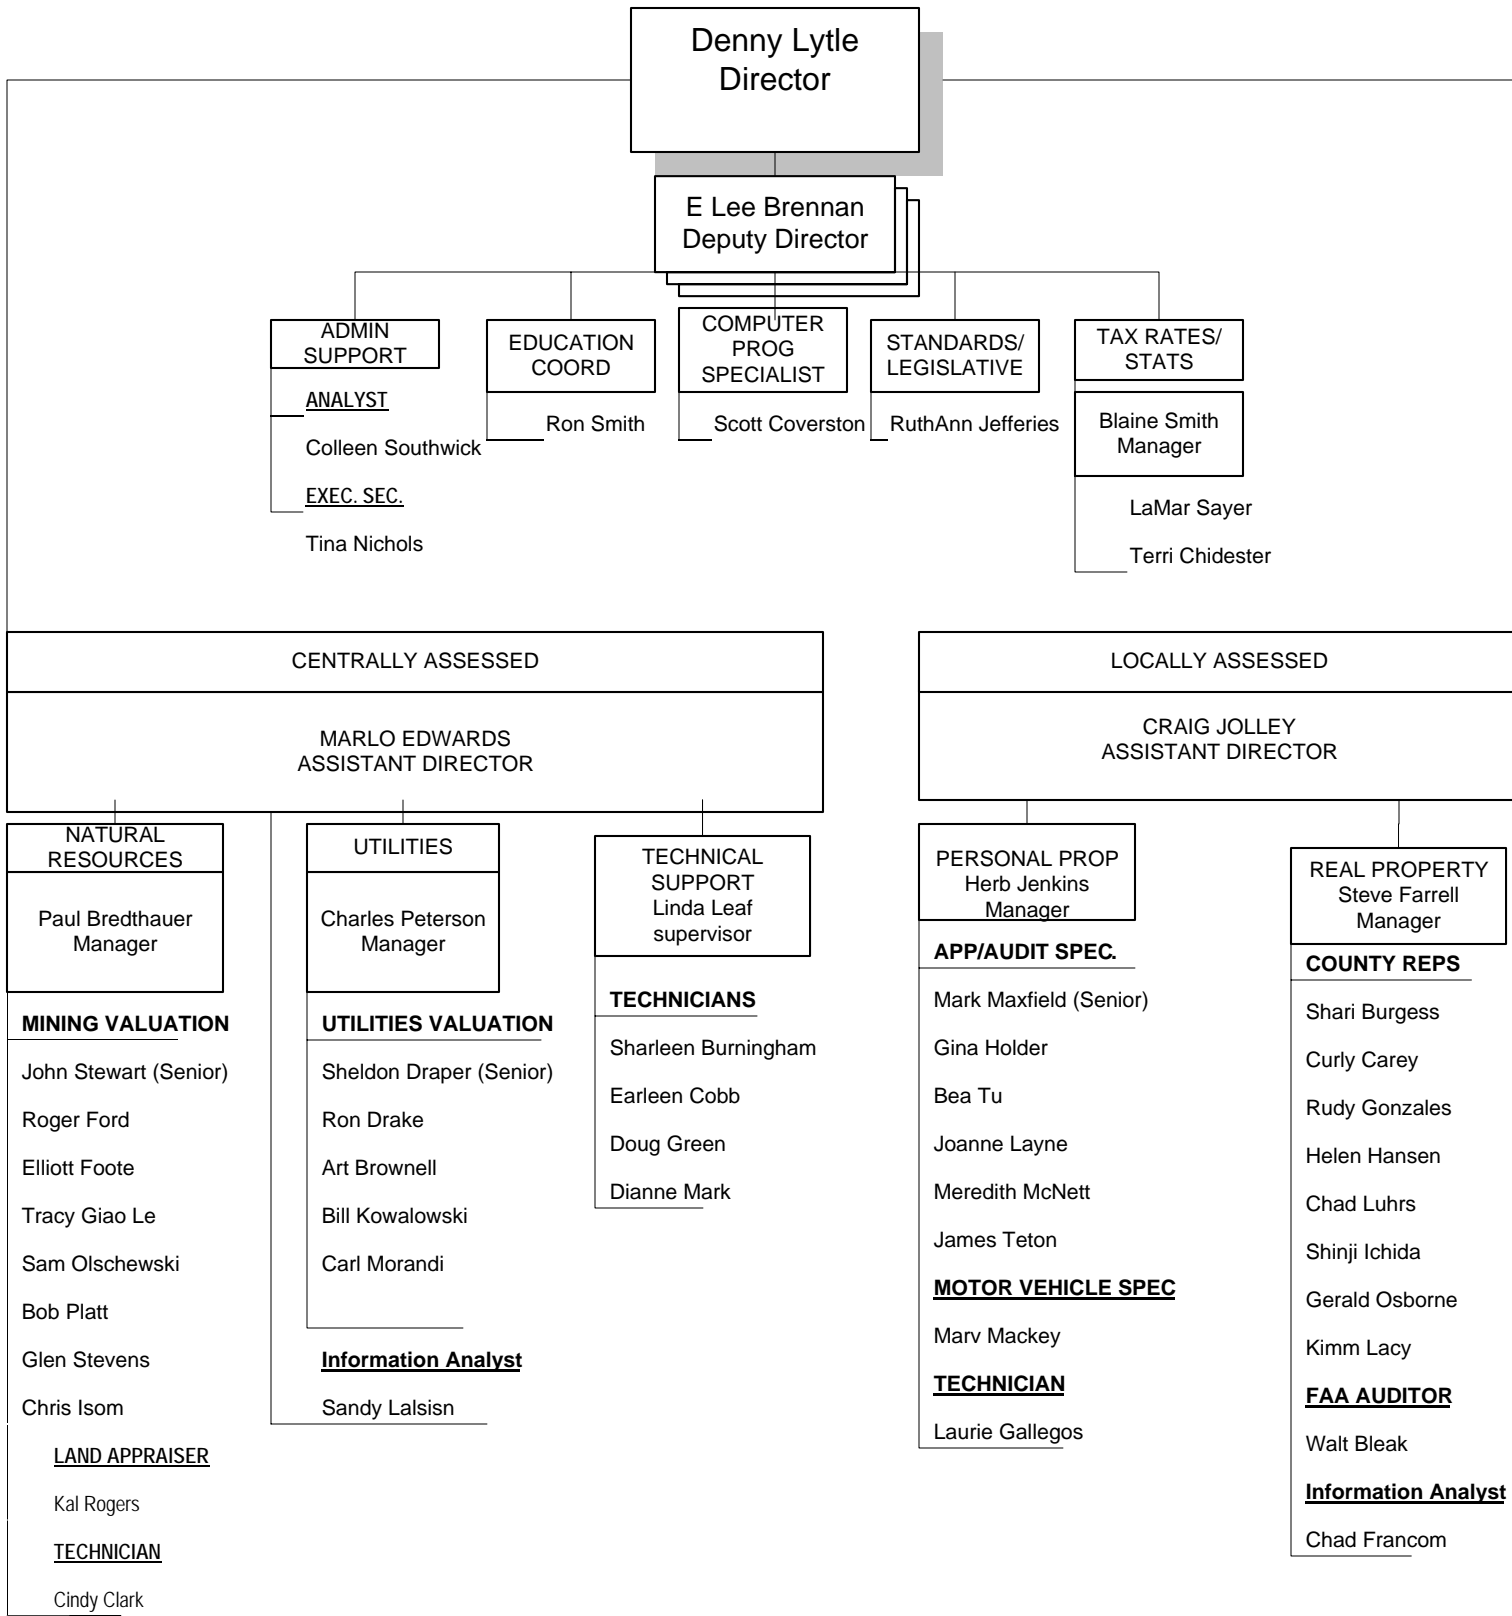 Denny Lytle
Director
E Lee Brennan
Deputy Director
ADMIN
SUPPORT
ANALYST
Colleen Southwick
EXEC. SEC.
Tina Nichols
EDUCATION
COORD
Ron Smith
COMPUTER
PROG
SPECIALIST
Scott Coverston
STANDARDS/
LEGISLATIVE
RuthAnn Jefferies
TAX RATES/
STATS
Blaine Smith
Manager
LaMar Sayer
Terri Chidester
CENTRALLY ASSESSED
MARLO EDWARDS
ASSISTANT DIRECTOR
NATURAL
RESOURCES
Paul Bredthauer
Manager
MINING VALUATION
John Stewart (Senior)
Roger Ford
Elliott Foote
Tracy Giao Le
Sam Olschewski
Bob Platt
Glen Stevens
Chris Isom
LAND APPRAISER
Kal Rogers
TECHNICIAN
Cindy Clark
UTILITIES
Charles Peterson
Manager
UTILITIES VALUATION
Sheldon Draper (Senior)
Ron Drake
Art Brownell
Bill Kowalowski
Carl Morandi
Information Analyst
Sandy Lalsisn
TECHNICAL
SUPPORT
Linda Leaf
supervisor
TECHNICIANS
Sharleen Burningham
Earleen Cobb
Doug Green
Dianne Mark
LOCALLY ASSESSED
CRAIG JOLLEY
ASSISTANT DIRECTOR
PERSONAL PROP
Herb Jenkins
Manager
APP/AUDIT SPEC.
Mark Maxfield (Senior)
Gina Holder
Bea Tu
Joanne Layne
Meredith McNett
James Teton
MOTOR VEHICLE SPEC
Marv Mackey
TECHNICIAN
Laurie Gallegos
REAL PROPERTY
Steve Farrell
Manager
COUNTY REPS
Shari Burgess
Curly Carey
Rudy Gonzales
Helen Hansen
Chad Luhrs
Shinji Ichida
Gerald Osborne
Kimm Lacy
FAA AUDITOR
Walt Bleak
Information Analyst
Chad Francom